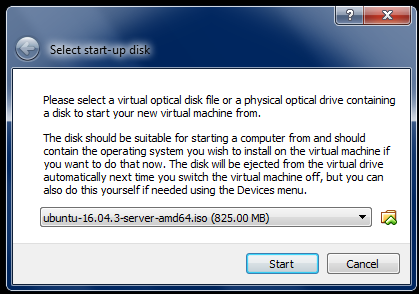 ?
Select start-up disk
Please select a virtual optical disk file or a physical optical drive containing
a disk to start your new virtual machine from.
The disk should be suitable for starting a computer from and should
contain the operating system you wish to install on the virtual machine if
you want to do that now. The disk will be ejected from the virtual drive
automatically next time you switch the virtual machine off, but you can
also do this yourself if needed using the Devices menu.
ubuntu-16.04.3-server-amd64.iso (825.00 MB)
Start Cancel